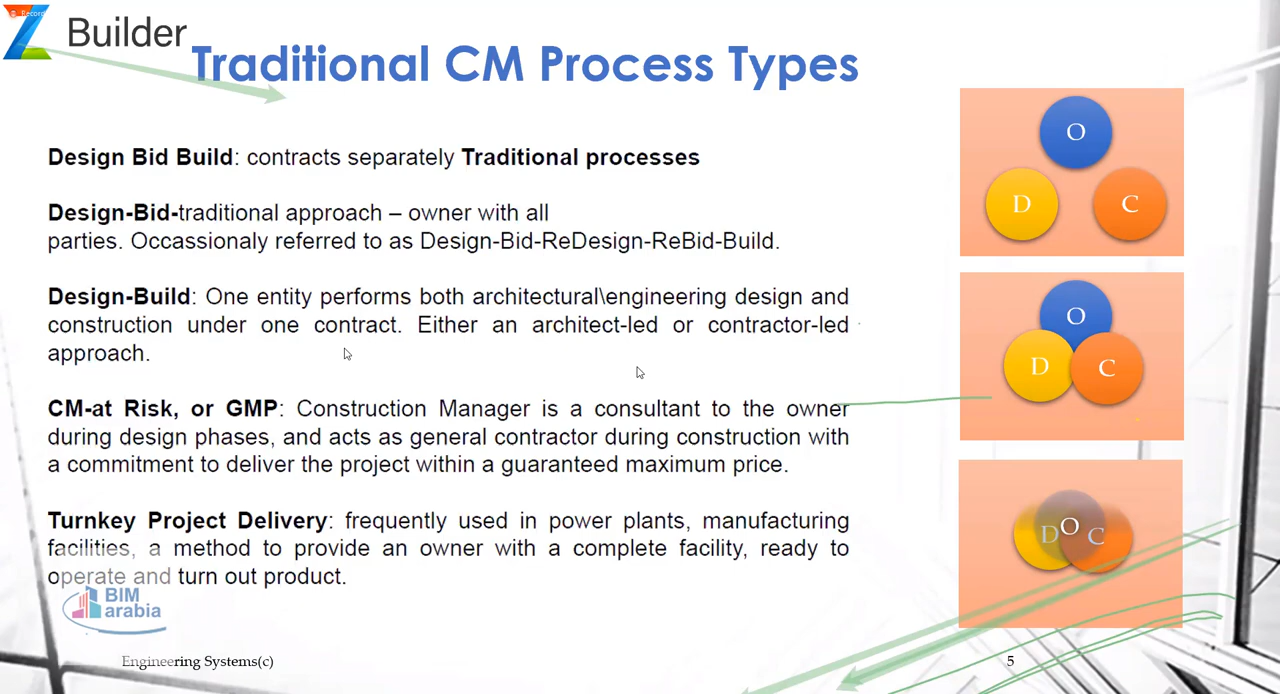 Record
Builder
Traditional CM Process Types
Design Bid Build: contracts separately Traditional processes
Design-Bid-traditional approach – owner with all
parties. Occassionaly referred to as Design-Bid-ReDesign-ReBid-Build.
Design-Build: One entity performs both architectural\engineering design and
construction under one contract. Either an architect-led or contractor-led
approach.
CM-at Risk, or GMP: Construction Manager is a consultant to the owner
during design phases, and acts as general contractor during construction with
a commitment to deliver the project within a guaranteed maximum price.
Turnkey Project Delivery: frequently used in power plants, manufacturing
facilities, a method to provide an owner with a complete facility, ready to
operate and turn out product.
O
D C
O
D C
D O C
BIM
arabia
Engineering Systems(c)
5